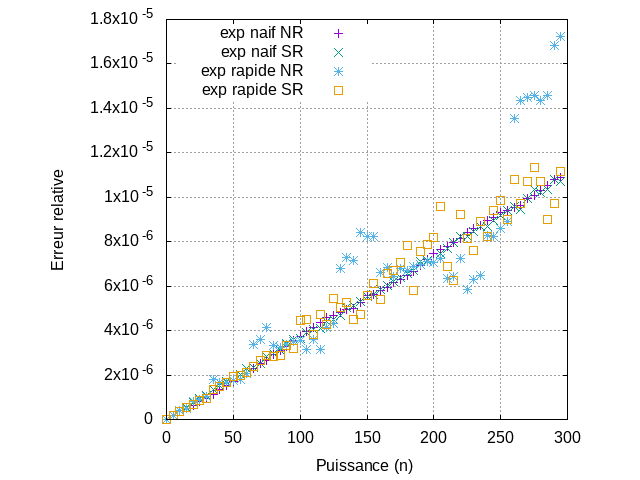 1.8x10⁻⁵
1.6x10⁻⁵
1.4x10⁻⁵
1.2x10⁻⁵
1x10⁻⁵
8x10⁻⁶
6x10⁻⁶
4x10⁻⁶
2x10⁻⁶
0
Erreur relative
exp naif NR
exp naif SR
exp rapide NR
exp rapide SR
0 50 100 150 200 250 300
Puissance (n)